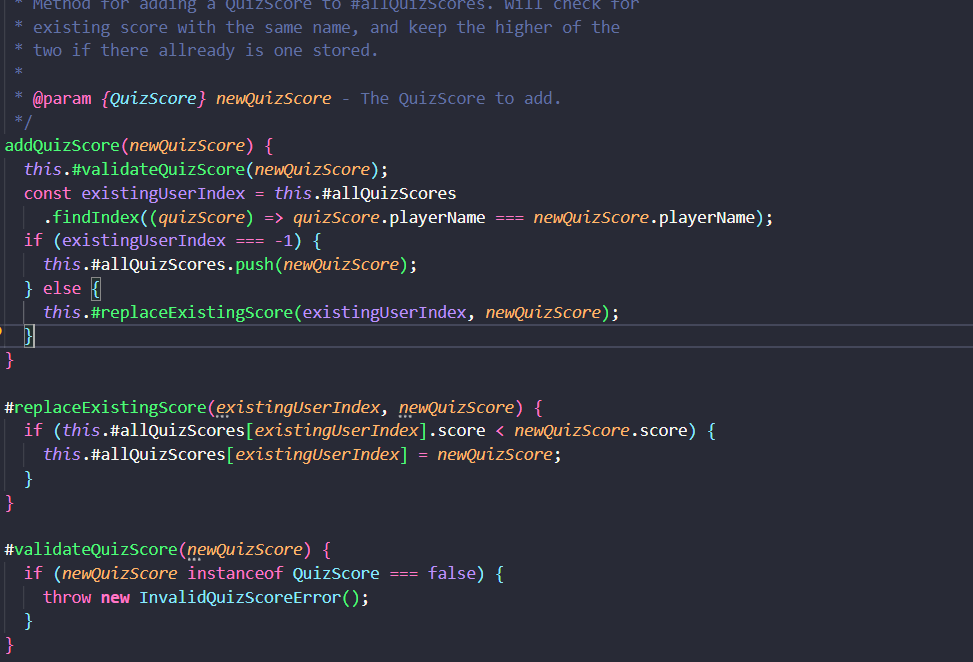 * Method for adding a QuizScore to #allQuizScores. Will check for
* existing score with the same name, and keep the higher of the
* two if there allready is one stored.
*
* @param {QuizScore} newQuizScore - The QuizScore to add.
*/
addQuizScore(newQuizScore) {
this.#validateQuizScore(newQuizScore);
const existingUserIndex = this.#allQuizScores
.findIndex((quizScore) => quizScore.playerName === newQuizScore.playerName);
if (existingUserIndex === -1) {
this.#allQuizScores.push(newQuizScore);
} else {
this.#replaceExistingScore(existingUserIndex, newQuizScore);
}
}
#replaceExistingScore(existingUserIndex, newQuizScore) {
if (this.#allQuizScores[existingUserIndex].score < newQuizScore.score) {
this.#allQuizScores[existingUserIndex] = newQuizScore;
}
}
#validateQuizScore(newQuizScore) {
if (newQuizScore instanceof QuizScore === false) {
throw new InvalidQuizScoreError();
}
}